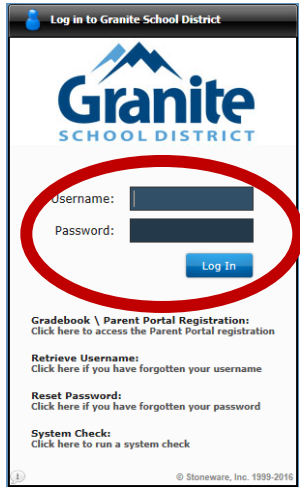 Log in to Granite School District
Granite
SCHOOL DISTRICT
Username:
Password:
Log In
Gradebook \ Parent Portal Registration:
Click here to access the Parent Portal registration
Retrieve Username:
Click here if you have forgotten your username
Reset Password:
Click here if you have forgotten your password
System Check:
Click here to run a system check
© Stoneware, Inc. 1999-2016